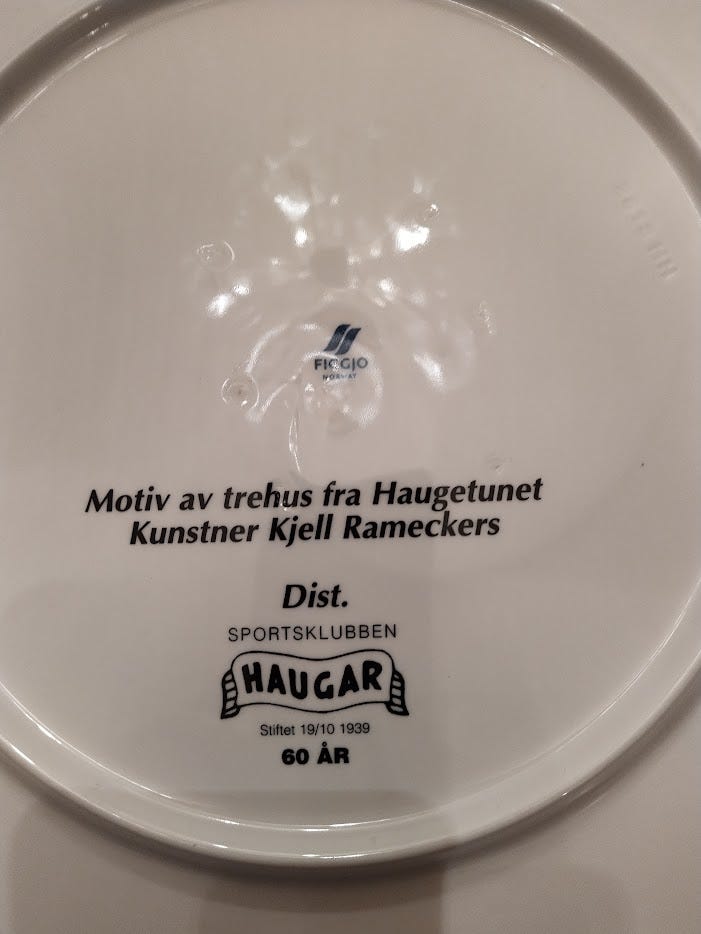 FIGGJO
NORWAY
Motiv av trehus fra Haugetunet
Kunstner Kjell Rameckers
Dist.
SPORTSKLUBBEN
HAUGAR
Stiftet 19/10 1939
60 ÅR